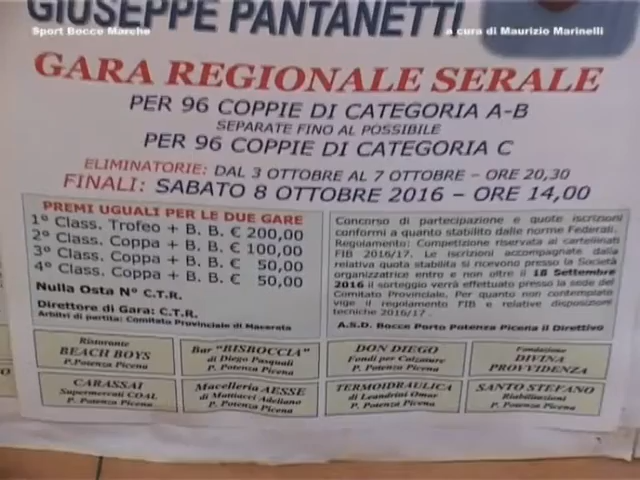 GIUSEPPE PANTANETTI
Sport Bocce Marche
a cura di Maurizio Marinelli
GARA REGIONALE SERALE
PER 96 COPPIE DI CATEGORIA A-B
SEPARATE FINO AL POSSIBILE
PER 96 COPPIE DI CATEGORIA C
ELIMINATORIE: DAL 3 OTTOBRE AL 7 OTTOBRE – ORE 20,30
FINALI: SABATO 8 OTTOBRE 2016 – ORE 14,00
PREMI UGUALI PER LE DUE GARE
1° Class. Trofeo + B. B. € 200,00
2° Class. Coppa + B. B. € 100,00
3° Class. Coppa + B. B. € 50,00
4° Class. Coppa + B. B. € 50,00
Nulla Osta N° C.T.R.
Direttore di Gara: C.T.R.
Arbitri di partita: Comitato Provinciale di Macerata
Concorso di partecipazione e quote iscrizioni
conformi a quanto stabilito dalle norme Federali.
Regolamento: Competizione riservata ai cartellinati
FIB 2016/17. Le iscrizioni accompagnate dalla
relativa quota stabilita si ricevono presso la Società
organizzatrice entro e non oltre il 18 Settembre
2016 il sorteggio verrà effettuato presso la sede del
Comitato Provinciale. Per quanto non contemplato
vige il regolamento FIB e relative disposizioni
tecniche 2016/17.
A.S.D. Bocce Porto Potenza Picena il Direttivo
Ristorante
BEACH BOYS
P.Potenza Picena
Bar "BISBOCCIA"
di Diego Pasquali
P. Potenza Picena
DON DIEGO
Fondi per Calzature
P. Potenza Picena
Fondazione
DIVINA
PROVVIDENZA
CARASSAI
Supermercati COAL
P. Potenza Picena
Macelleria AESSE
di Mattiacci Adeliano
P. Potenza Picena
TERMOIDRAULICA
di Leandrini Omar
P. Potenza Picena
SANTO STEFANO
Riabilitazioni
P. Potenza Picena